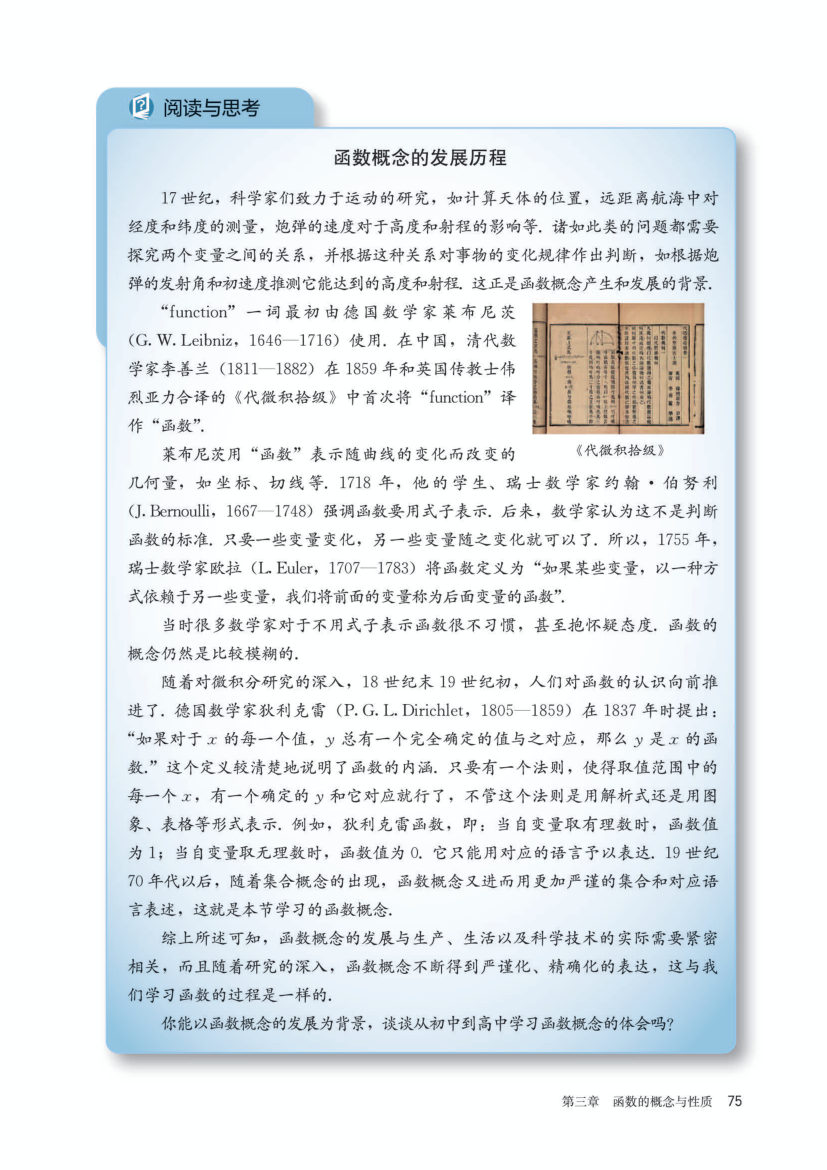 阅读与思考
函数概念的发展历程
17 世纪，科学家们致力于运动的研究，如计算天体的位置，远距离航海中对
经度和纬度的测量，炮弹的速度对于高度和射程的影响等．诸如此类的问题都需要
探究两个变量之间的关系，并根据这种关系对事物的变化规律作出判断，如根据炮
弹的发射角和初速度推测它能达到的高度和射程．这正是函数概念产生和发展的背景．
“function”一词最初由德国数学家莱布尼茨
(G. W. Leibniz，1646—1716）使用．在中国，清代数
学家李善兰（1811—1882）在 1859 年和英国传教士伟
烈亚力合译的《代微积拾级》中首次将“function”译
作“函数”．
《代微积拾级》
莱布尼茨用“函数”表示随曲线的变化而改变的
几何量，如坐标、切线等．1718 年，他的学生、瑞士数学家约翰·伯努利
(J. Bernoulli，1667—1748）强调函数要用式子表示．后来，数学家认为这不是判断
函数的标准．只要一些变量变化，另一些变量随之变化就可以了．所以，1755 年，
瑞士数学家欧拉（L. Euler，1707—1783）将函数定义为“如果某些变量，以一种方
式依赖于另一些变量，我们将前面的变量称为后面变量的函数”．
当时很多数学家对于不用式子表示函数很不习惯，甚至抱怀疑态度．函数的
概念仍然是比较模糊的．
随着对微积分研究的深入，18 世纪末 19 世纪初，人们对函数的认识向前推
进了．德国数学家狄利克雷（P. G. L. Dirichlet，1805—1859）在 1837 年时提出：
“如果对于 x 的每一个值，y 总有一个完全确定的值与之对应，那么 y 是 x 的函
数．”这个定义较清楚地说明了函数的内涵．只要有一个法则，使得取值范围中的
每一个 x，有一个确定的 y 和它对应就行了，不管这个法则是用解析式还是用图
象、表格等形式表示．例如，狄利克雷函数，即：当自变量取有理数时，函数值
为 1；当自变量取无理数时，函数值为 0．它只能用对应的语言予以表达．19 世纪
70 年代以后，随着集合概念的出现，函数概念又进而用更加严谨的集合和对应语
言表述，这就是本节学习的函数概念．
综上所述可知，函数概念的发展与生产、生活以及科学技术的实际需要紧密
相关，而且随着研究的深入，函数概念不断得到严谨化、精确化的表达，这与我
们学习函数的过程是一样的．
你能以函数概念的发展为背景，谈谈从初中到高中学习函数概念的体会吗？
第三章 函数的概念与性质 75